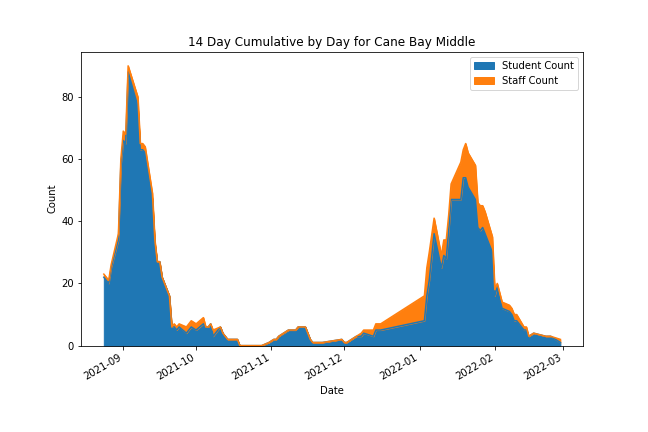 14 Day Cumulative by Day for Cane Bay Middle
Student Count
Staff Count
Count
80
60
40
20
0
2021-09
2021-10
2021-11
2021-12
2022-01
2022-02
2022-03
Date